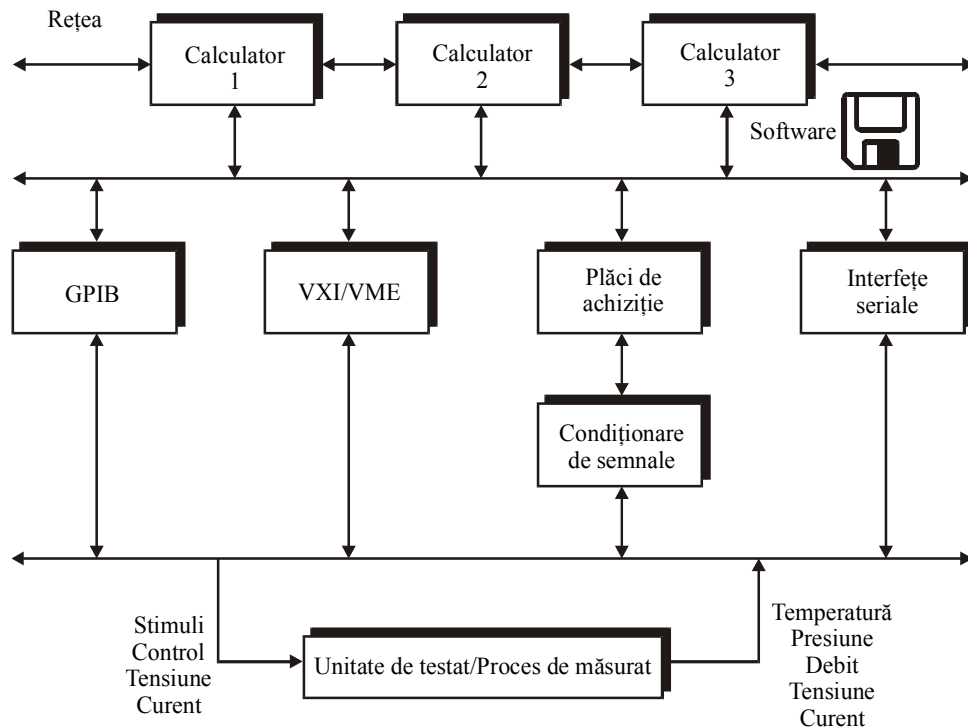 Rețea
Calculator
1
Calculator
2
Calculator
3
Software
GPIB
VXI/VME
Plăci de
achiziție
Interfețe
seriale
Condiționare
de semnale
Stimuli
Control
Tensiune
Curent
Unitate de testat/Proces de măsurat
Temperatură
Presiune
Debit
Tensiune
Curent